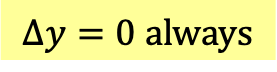 Δy = 0 always